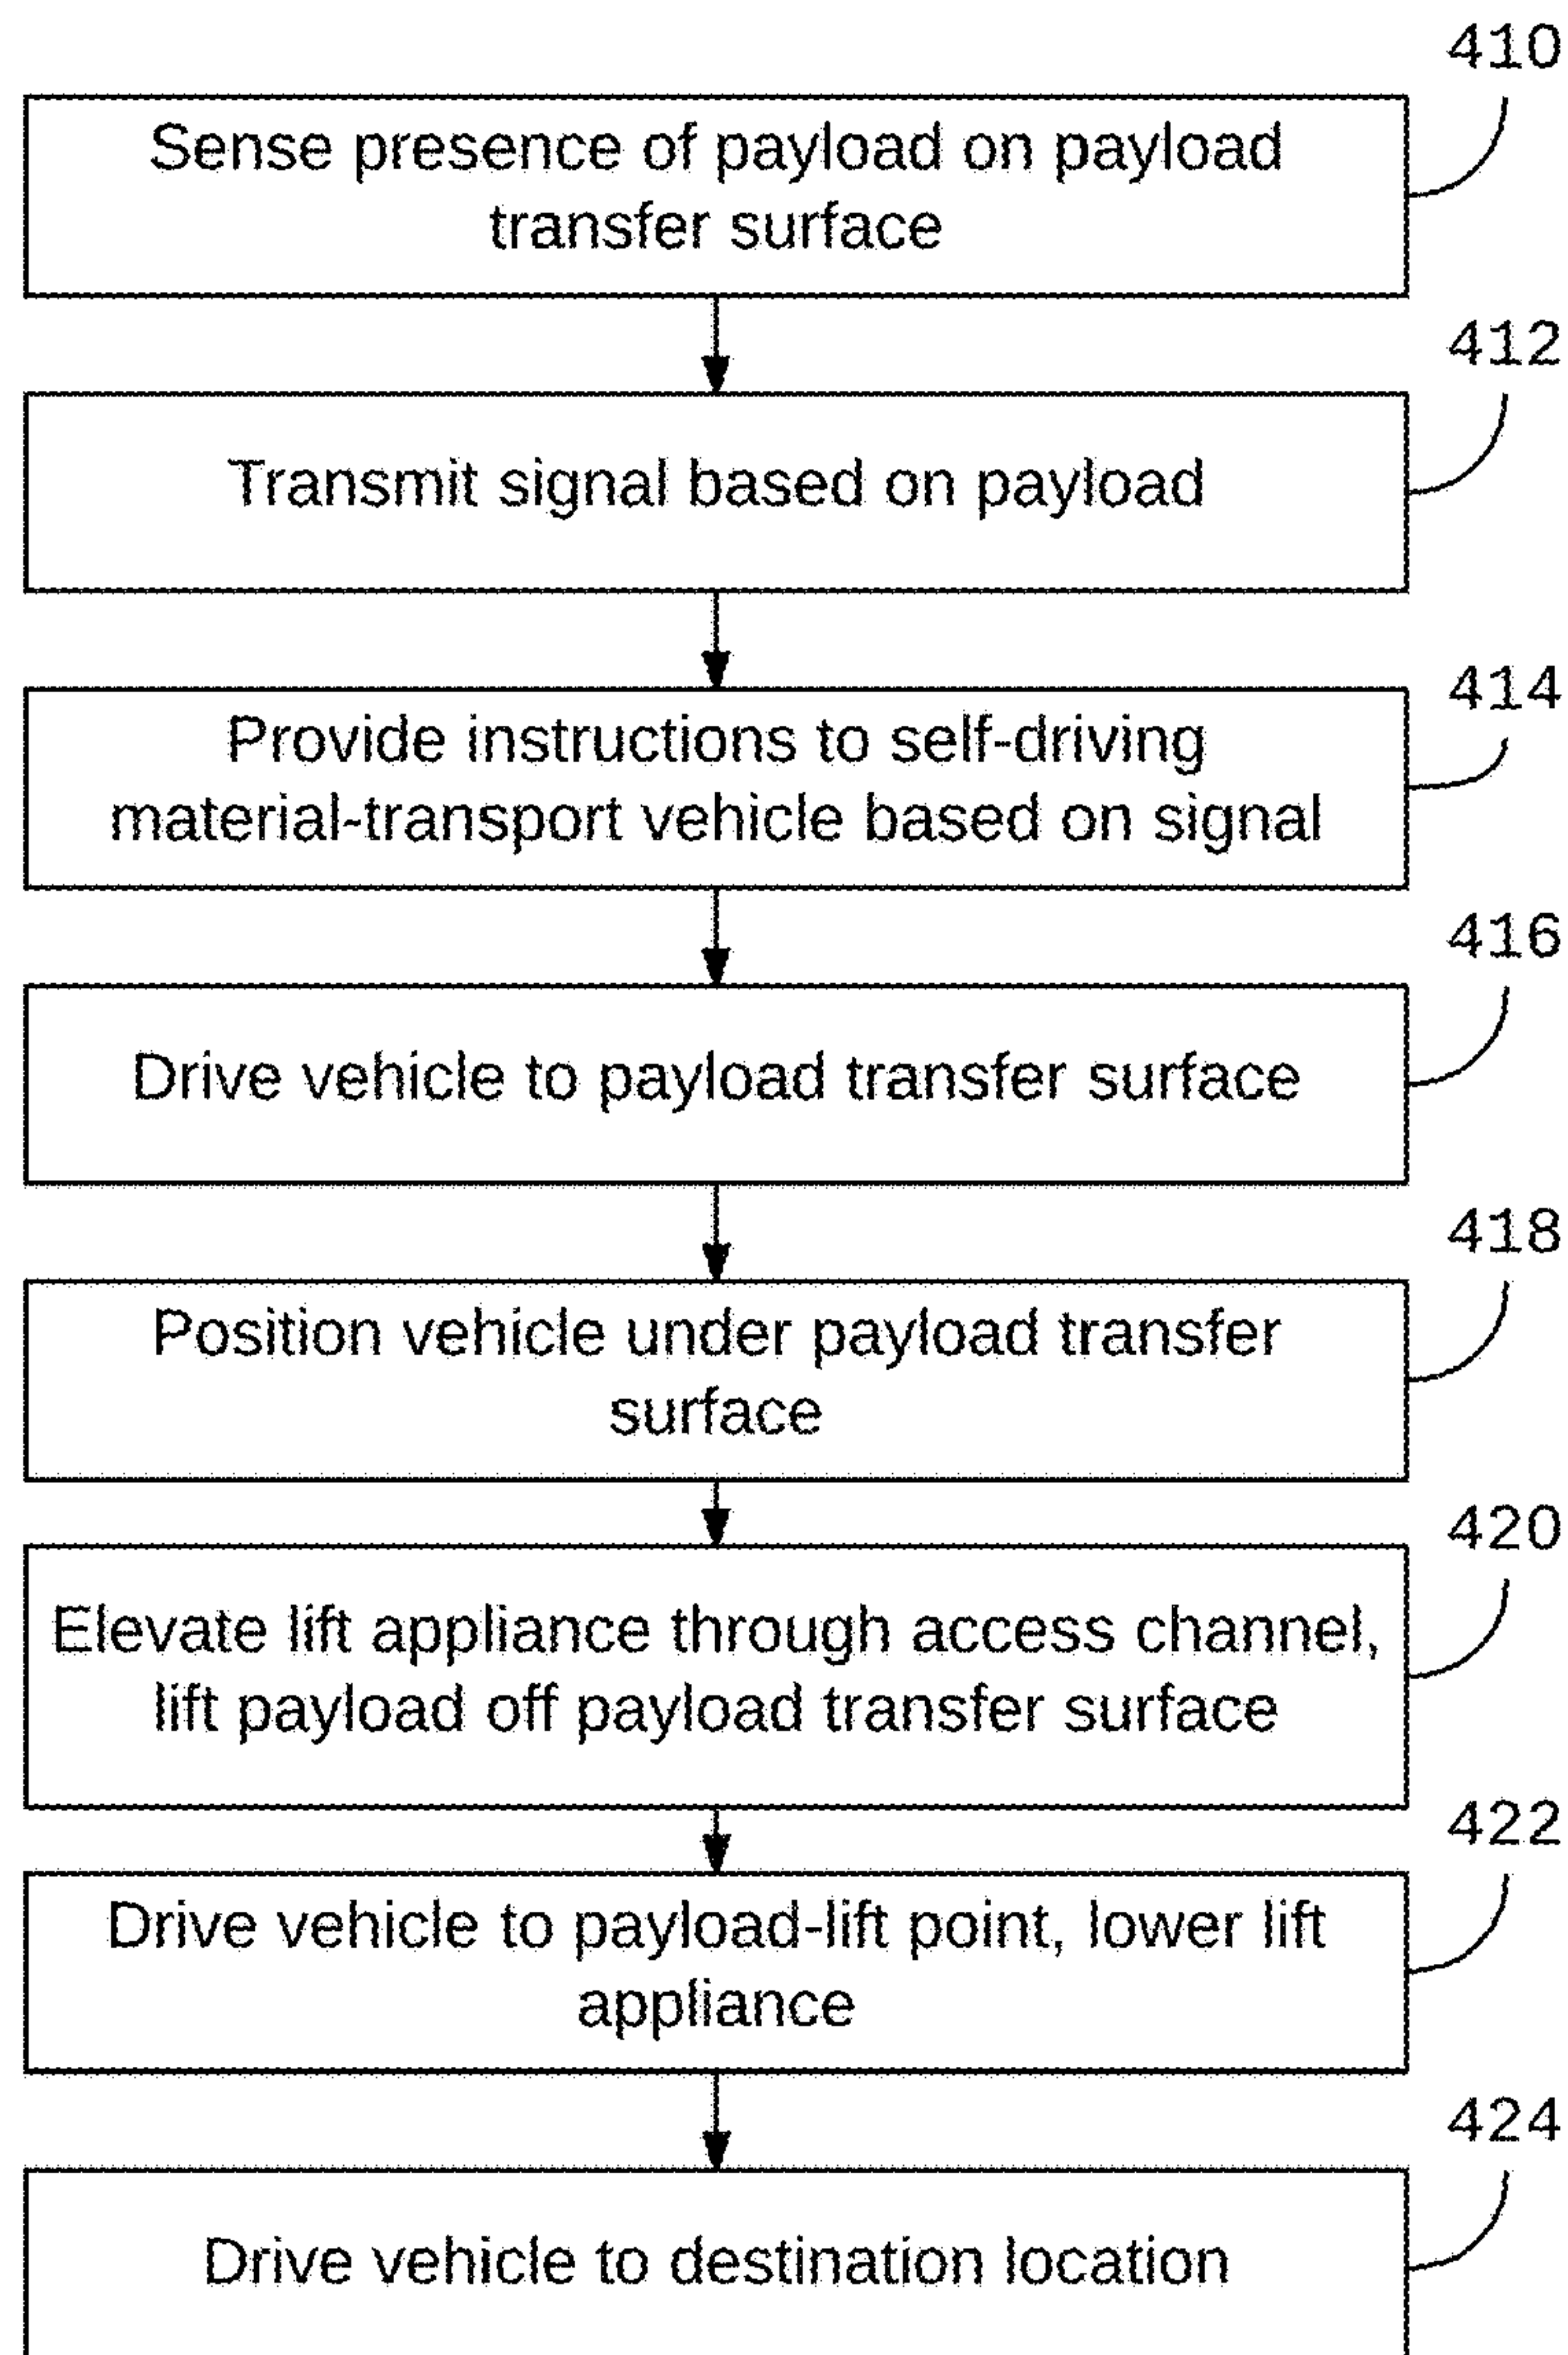 410
Sense presence of payload on payload
transfer surface
412
Transmit signal based on payload
414
Provide instructions to self-driving
material-transport vehicle based on signal
416
Drive vehicle to payload transfer surface
418
Position vehicle under payload transfer
surface
420
Elevate lift appliance through access channel,
lift payload off payload transfer surface
422
Drive vehicle to payload-lift point, lower lift
appliance
424
Drive vehicle to destination location